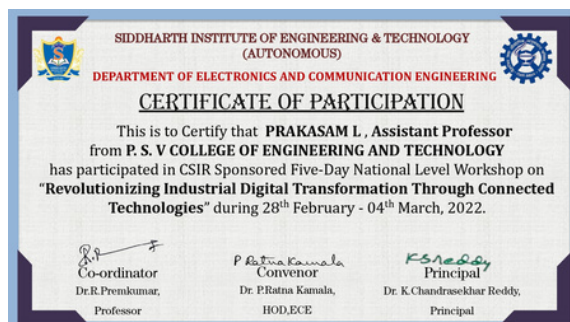 SIDDHARTH INSTITUTE OF ENGINEERING & TECHNOLOGY
(AUTONOMOUS)
DEPARTMENT OF ELECTRONICS AND COMMUNICATION ENGINEERING
CERTIFICATE OF PARTICIPATION
This is to Certify that PRAKASAM L , Assistant Professor
from P. S. V COLLEGE OF ENGINEERING AND TECHNOLOGY
has participated in CSIR Sponsored Five-Day National Level Workshop on
“Revolutionizing Industrial Digital Transformation Through Connected
Technologies” during 28th February - 04th March, 2022.
P Ratna Kamala KSReddy
Co-ordinator Convenor Principal
Dr.R.Premkumar, Dr. P.Ratna Kamala, Dr. K.Chandrasekhar Reddy,
Professor HOD,ECE Principal